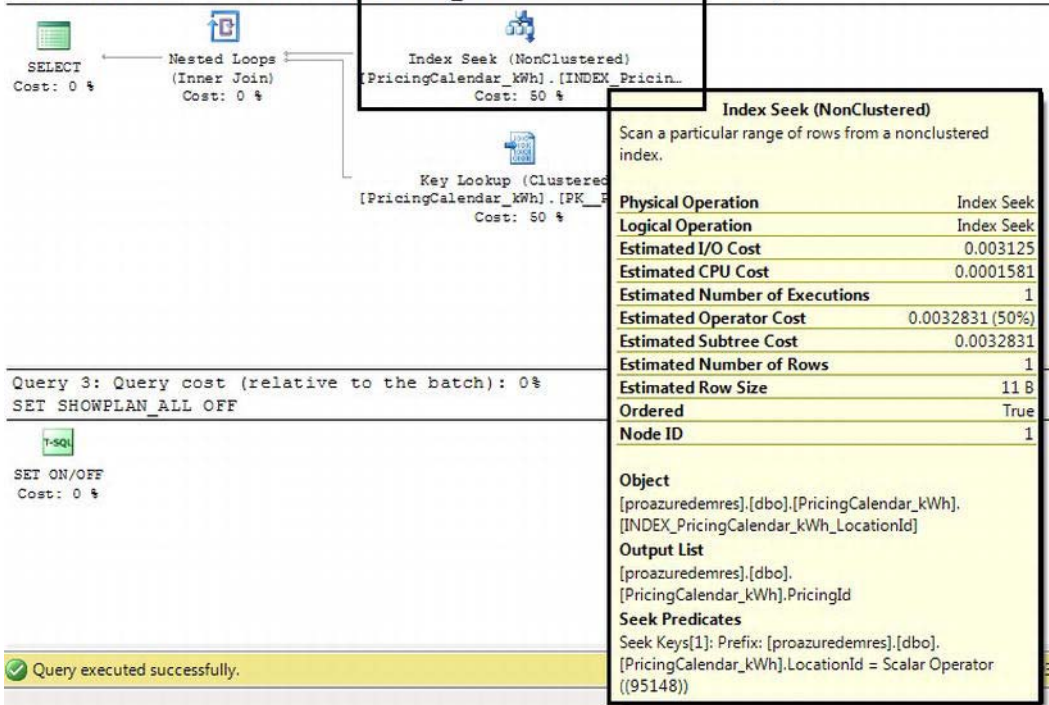 SELECT
Cost: 0 %
Nested Loops
(Inner Join)
Cost: 0 %
Index Seek (NonClustered)
[PricingCalendar_kWh].[INDEX_Pricin…
Cost: 50 %
Key Lookup (Clustered
[PricingCalendar_kWh].[PK__P
Cost: 50 %
Query 3: Query cost (relative to the batch): 0%
SET SHOWPLAN_ALL OFF
T-SQL
SET ON/OFF
Cost: 0 %
Query executed successfully.
Index Seek (NonClustered)
Scan a particular range of rows from a nonclustered
index.
Physical Operation Index Seek
Logical Operation Index Seek
Estimated I/O Cost 0.003125
Estimated CPU Cost 0.0001581
Estimated Number of Executions 1
Estimated Operator Cost 0.0032831 (50%)
Estimated Subtree Cost 0.0032831
Estimated Number of Rows 1
Estimated Row Size 11 B
Ordered True
Node ID 1
Object
[proazuredemres].[dbo].[PricingCalendar_kWh].
[INDEX_PricingCalendar_kWh_LocationId]
Output List
[proazuredemres].[dbo].
[PricingCalendar_kWh].PricingId
Seek Predicates
Seek Keys[1]: Prefix: [proazuredemres].[dbo].
[PricingCalendar_kWh].LocationId = Scalar Operator
((95148))